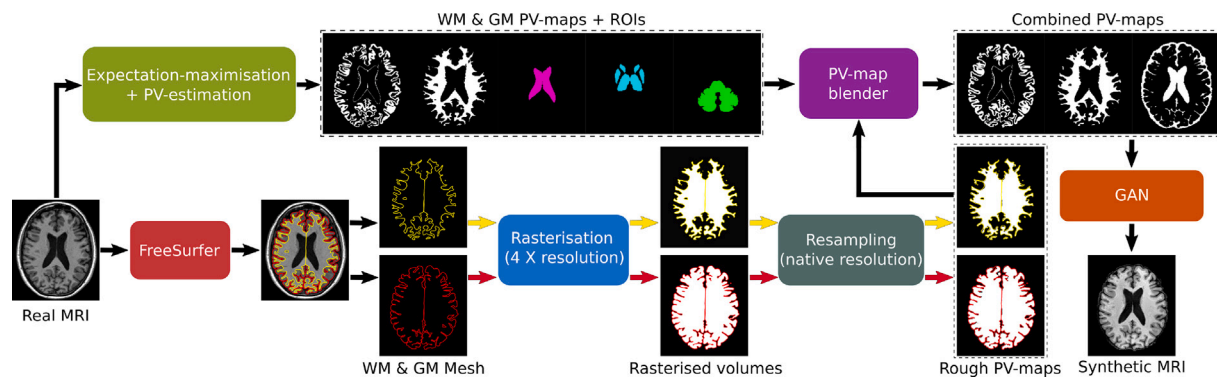 WM & GM PV-maps + ROIs
Combined PV-maps
Expectation-maximisation
+ PV-estimation
PV-map
blender
GAN
FreeSurfer
Rasterisation
(4 X resolution)
Resampling
(native resolution)
Real MRI
WM & GM Mesh
Rasterised volumes
Rough PV-maps
Synthetic MRI